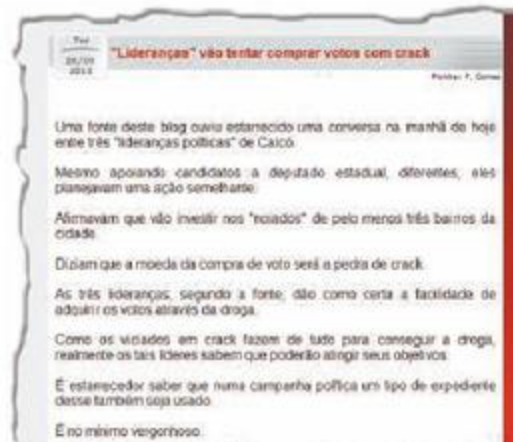 "Lideranças" vão tentar comprar votos com crack
2010
F. Gomes
Uma fonte deste blog ouviu estarrecido uma conversa na manhã de hoje
entre três "lideranças políticas" de Caicó.
Mesmo apoiando candidatos a deputado estadual, diferentes, eles
planejavam uma ação semelhante.
Afirmavam que vão investir nos "noiados" de pelo menos três bairros da
cidade.
Diziam que a moeda da compra de voto será a pedra de crack.
As três lideranças, segundo a fonte, dão como certa a facilidade de
adquirir os votos através da droga.
Como os viciados em crack fazem de tudo para conseguir a droga,
realmente os tais líderes sabem que poderão atingir seus objetivos.
É estarrecedor saber que numa campanha política um tipo de expediente
desse também seja usado.
É no mínimo vergonhoso.